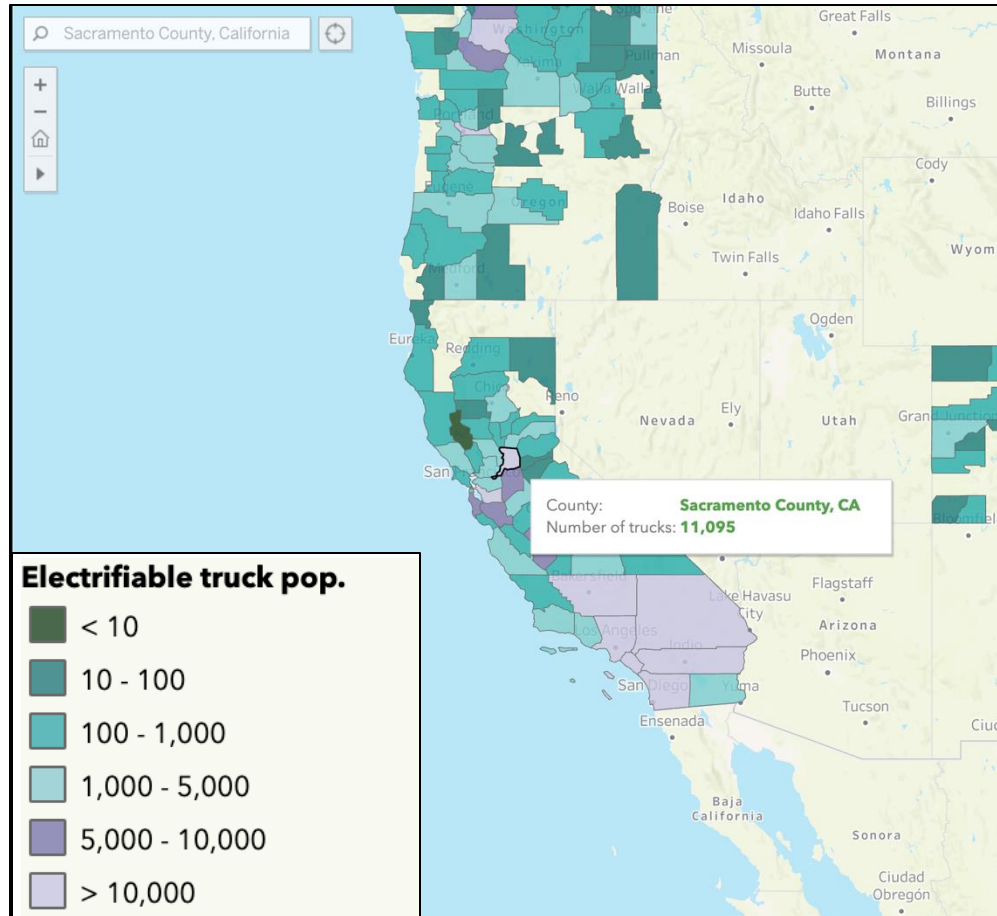 Sacramento County, California
Great Falls
Spokane
Washington
Missoula
Montana
Yakima
Pullman
Walla Walla
Butte
Billings
Portland
Cody
Eugene
Oregon
Boise
Idaho
Idaho Falls
Medford
Twin Falls
Wyom
Ogden
Eureka
Redding
Chico
Reno
Nevada
Ely
Utah
Grand Junction
San Francisco
County: Sacramento County, CA
Number of trucks: 11,095
Bloomfield
Bakersfield
Lake Havasu
City
Flagstaff
Arizona
Los Angeles
Indio
Phoenix
San Diego
Yuma
Tucson
Ensenada
Ciud
Baja
California
Sonora
Ciudad
Obregón
Electrifiable truck pop.
< 10
10 - 100
100 - 1,000
1,000 - 5,000
5,000 - 10,000
> 10,000